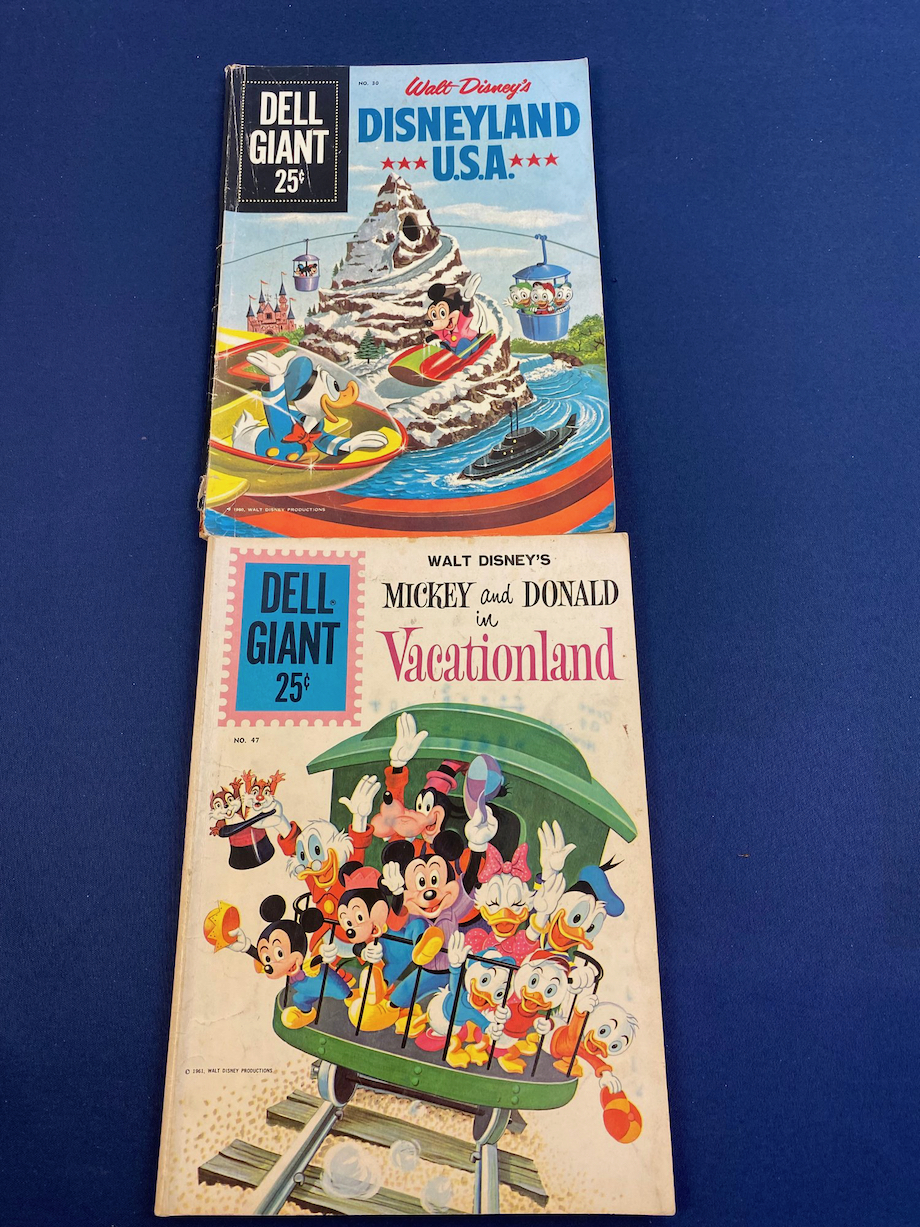 DELL
GIANT
25¢
NO. 30
Walt Disney's
DISNEYLAND
U.S.A.
© 1960, WALT DISNEY PRODUCTIONS
WALT DISNEY'S
MICKEY and DONALD
in
Vacationland
DELL®
GIANT
25¢
NO. 47
© 1961, WALT DISNEY PRODUCTIONS